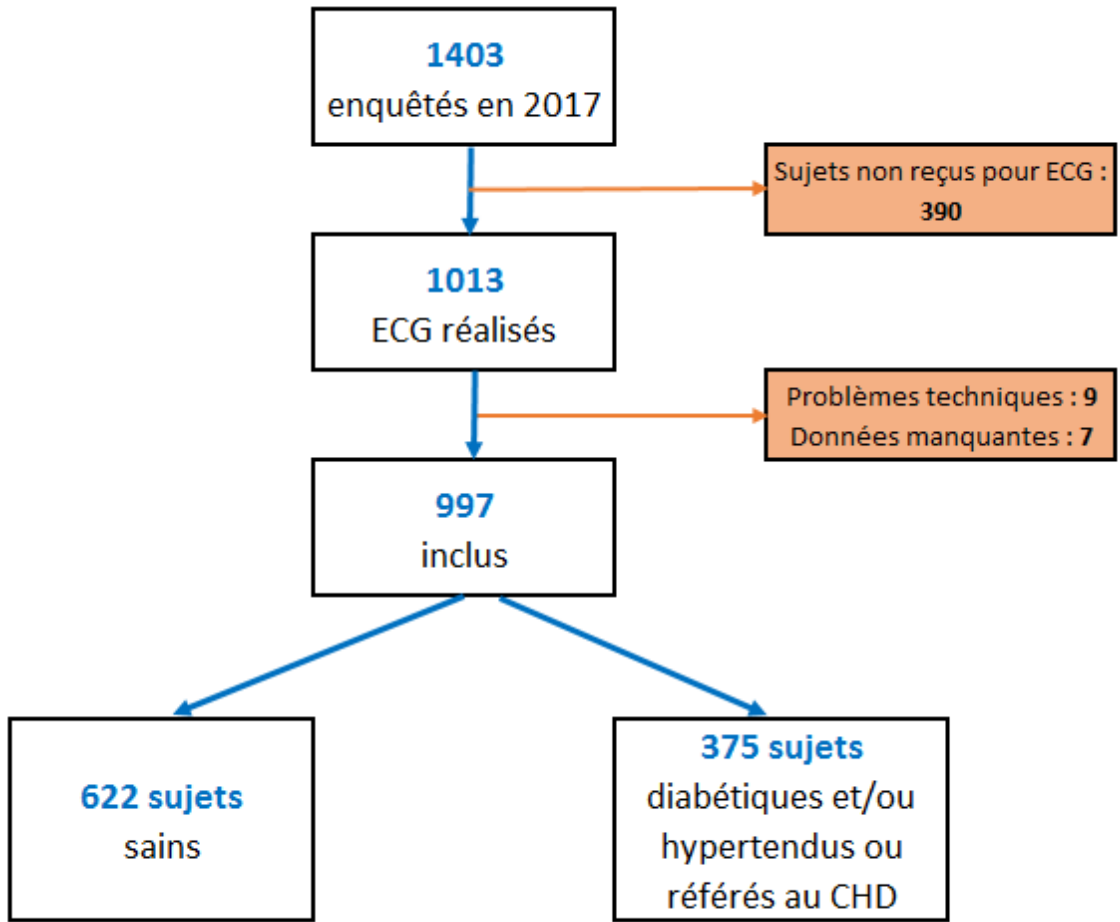 1403
enquêtés en 2017
Sujets non reçus pour ECG :
390
1013
ECG réalisés
Problèmes techniques : 9
Données manquantes : 7
997
inclus
622 sujets
sains
375 sujets
diabétiques et/ou
hypertendus ou
référés au CHD